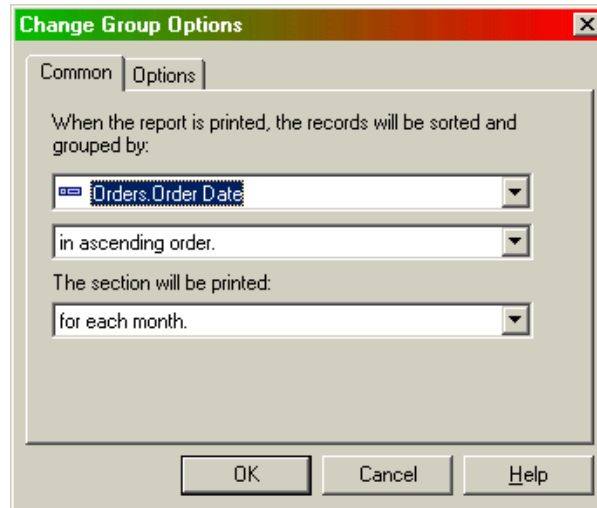 Change Group Options
Common
Options
When the report is printed, the records will be sorted and
grouped by:
Orders.Order Date
in ascending order.
The section will be printed:
for each month.
OK
Cancel
Help